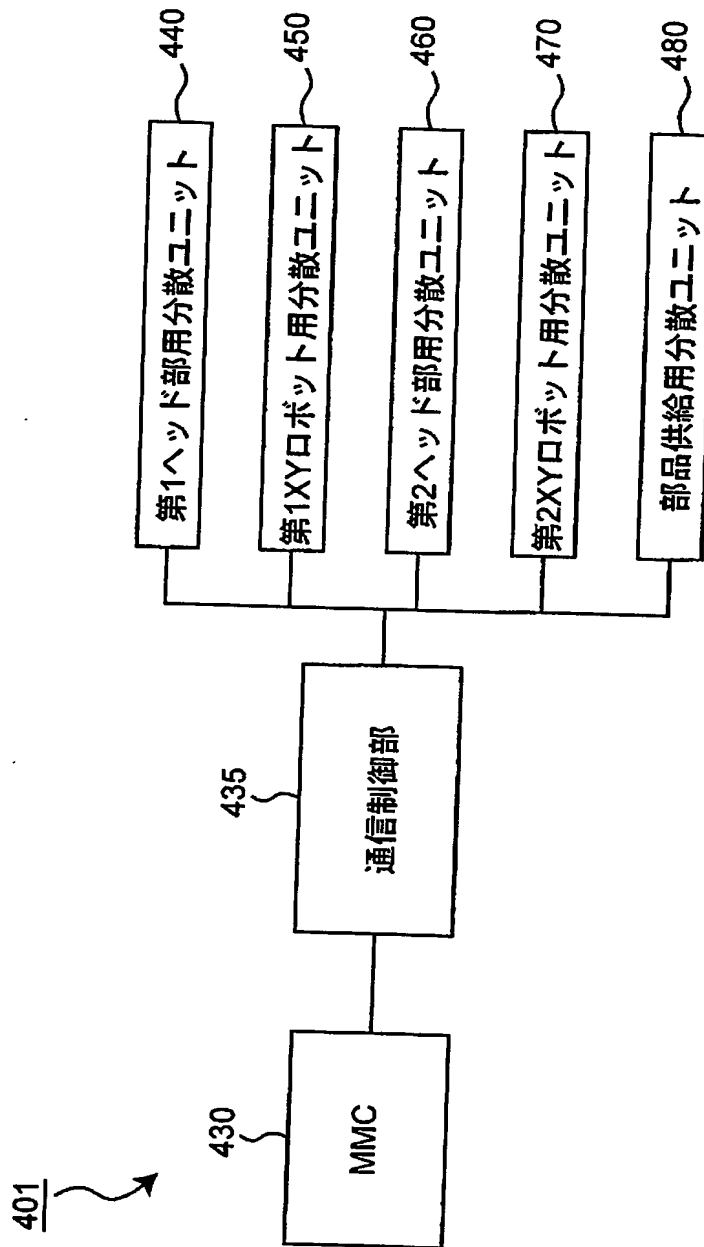 401
430
MMC
435
通信制御部
第1ヘッド部用分散ユニット
440
第1XYロボット用分散ユニット
450
第2ヘッド部用分散ユニット
460
第2XYロボット用分散ユニット
470
部品供給用分散ユニット
480